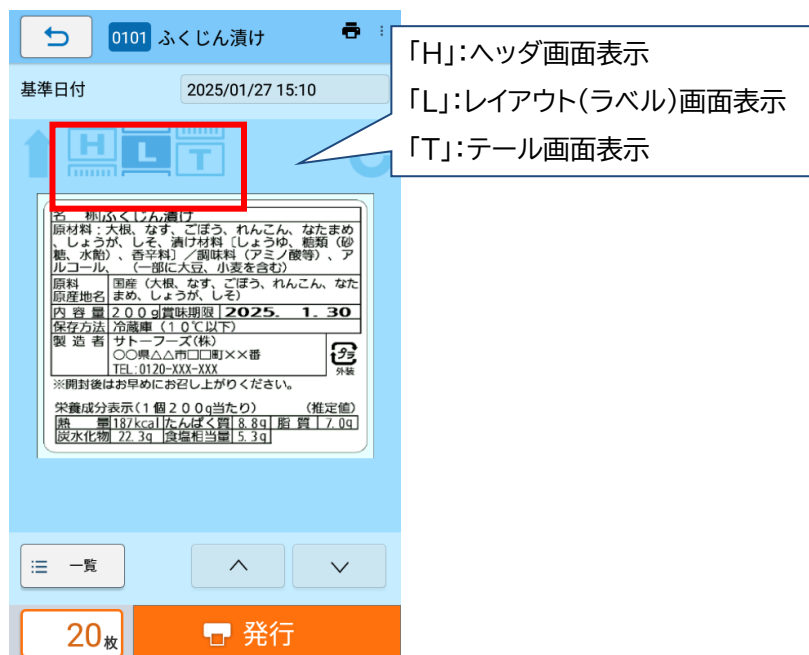 0101 ふくじん漬け
基準日付 2025/01/27 15:10
H L T
「H」：ヘッダ画面表示
「L」：レイアウト（ラベル）画面表示
「T」：テール画面表示
名　称 ふくじん漬け
原材料：大根、なす、ごぼう、れんこん、なたまめ
、しょうが、しそ、漬け材料〔しょうゆ、糖類（砂
糖、水飴）、香辛料〕／調味料（アミノ酸等）、ア
ルコール、（一部に大豆、小麦を含む）
原料 国産（大根、なす、ごぼう、れんこん、なた
原産地名 まめ、しょうが、しそ）
内 容 量 200g 賞味期限 2025. 1. 30
保存方法 冷蔵庫（10℃以下）
製 造 者 サトーフーズ(株)
○○県△△市□□町××番
TEL:0120-XXX-XXX
プラ
外装
※開封後はお早めにお召し上がりください。
栄養成分表示(1個200g当たり) (推定値)
熱　量 187kcal たんぱく質 8.8g 脂 質 7.0g
炭水化物 22.3g 食塩相当量 5.3g
一覧
20枚 発行